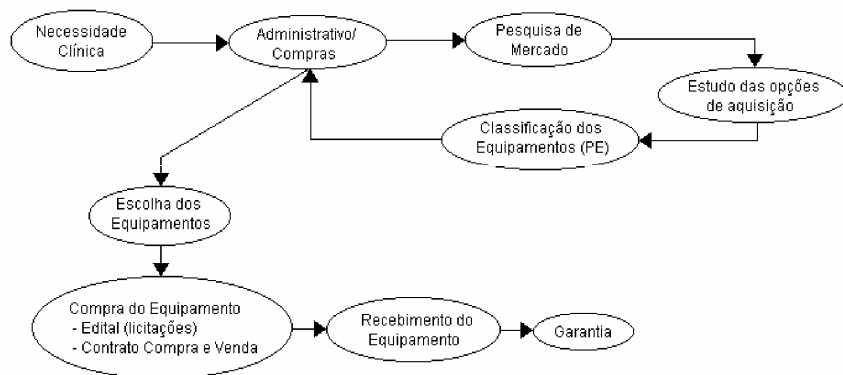 Necessidade
Clínica
Administrativo/
Compras
Pesquisa de
Mercado
Estudo das opções
de aquisição
Classificação dos
Equipamentos (PE)
Escolha dos
Equipamentos
Compra do Equipamento
- Edital (licitações)
- Contrato Compra e Venda
Recebimento do
Equipamento
Garantia